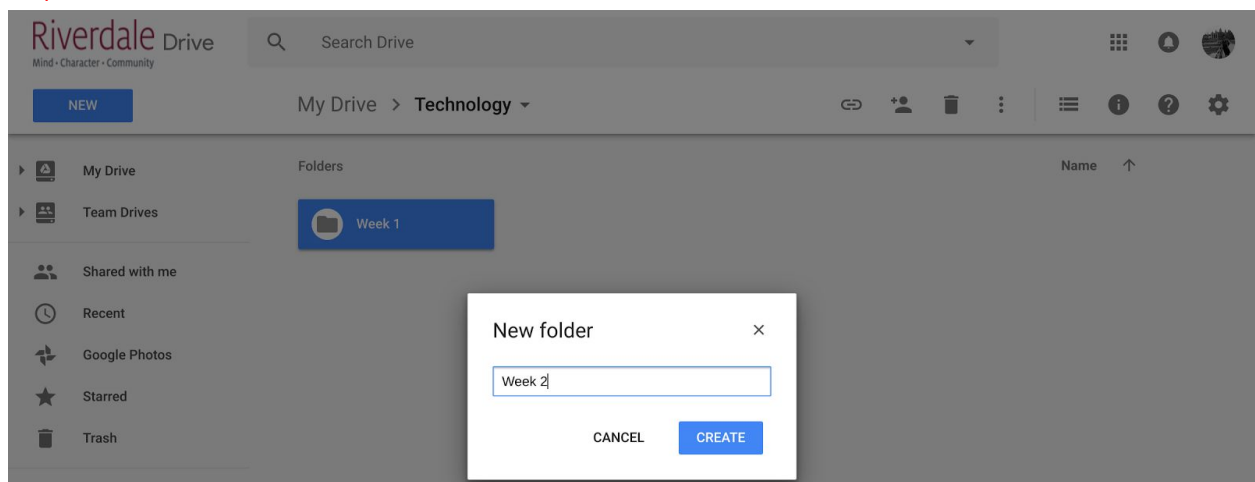 Riverdale Drive
Mind · Character · Community
Search Drive
NEW
My Drive > Technology
My Drive
Folders
Name ↑
Team Drives
Week 1
Shared with me
Recent
New folder ×
Google Photos
Week 2
Starred
Trash
CANCEL CREATE